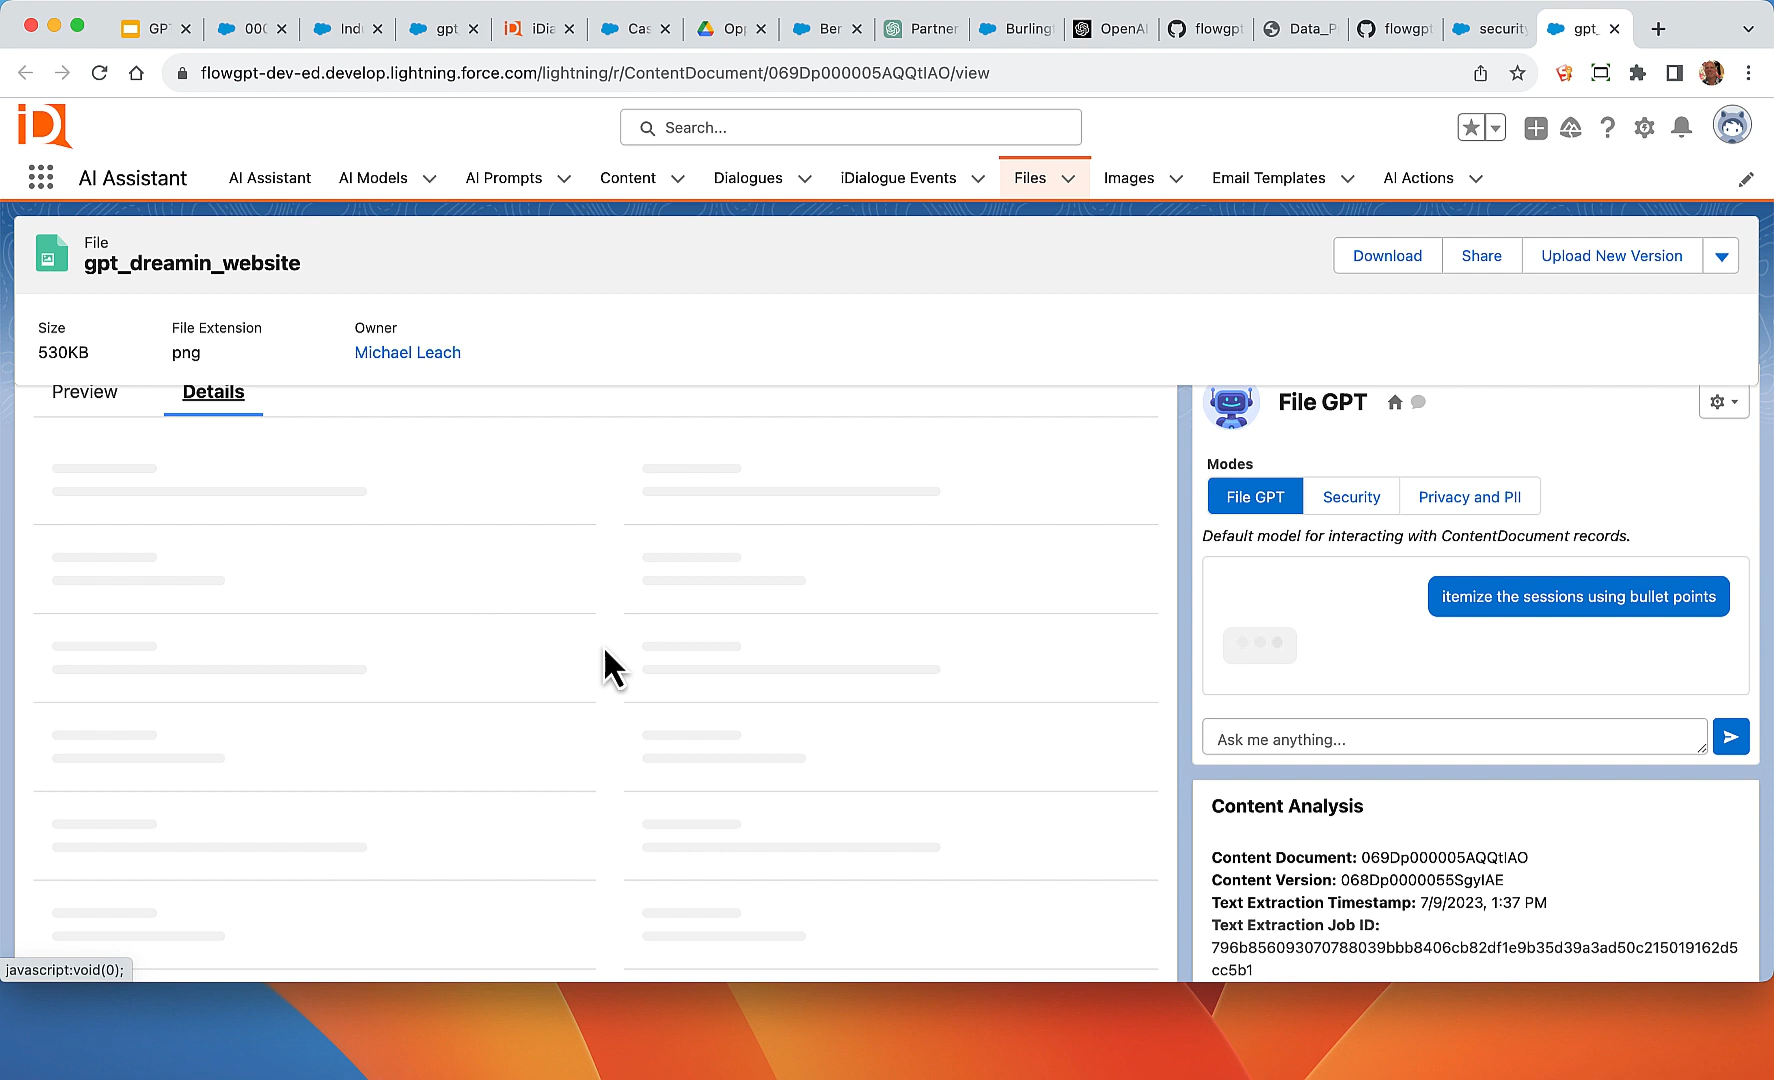 GP
000
Indu
gpt
iDia
Cas
Opp
Ber
Partner
Burling
OpenAI
flowgpt
Data_P
flowgpt
security
gpt_
flowgpt-dev-ed.develop.lightning.force.com/lightning/r/ContentDocument/069Dp000005AQQtIAO/view
iD
Search...
AI Assistant
AI Assistant
AI Models
AI Prompts
Content
Dialogues
iDialogue Events
Files
Images
Email Templates
AI Actions
File
gpt_dreamin_website
Download
Share
Upload New Version
Size
File Extension
Owner
530KB
png
Michael Leach
Preview
Details
File GPT
Modes
File GPT
Security
Privacy and PII
Default model for interacting with ContentDocument records.
itemize the sessions using bullet points
Ask me anything...
Content Analysis
Content Document: 069Dp000005AQQtIAO
Content Version: 068Dp0000055SgyIAE
Text Extraction Timestamp: 7/9/2023, 1:37 PM
Text Extraction Job ID:
796b856093070788039bbb8406cb82df1e9b35d39a3ad50c215019162d5
cc5b1
javascript:void(0);